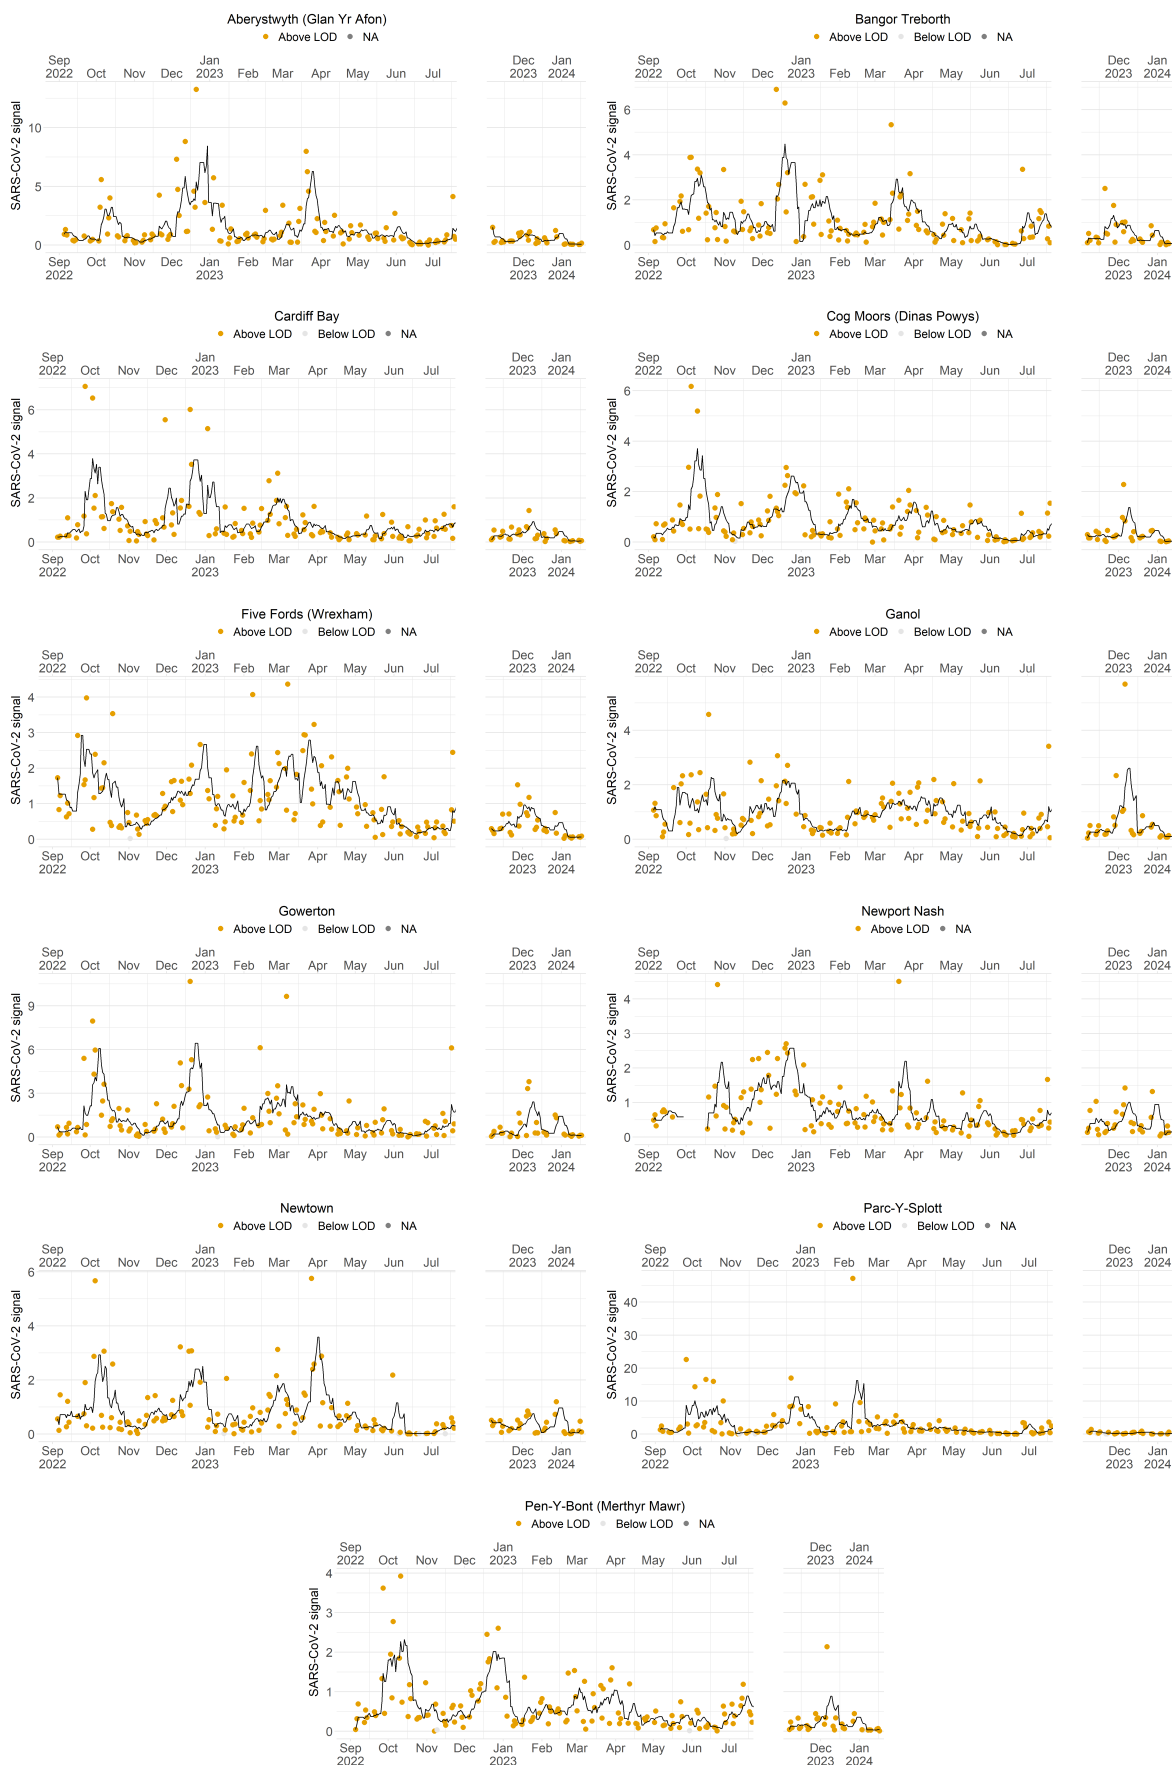 Aberystwyth (Glan Yr Afon)
Above LOD NA
Sep 2022 Oct Nov Dec Jan 2023 Feb Mar Apr May Jun Jul Dec 2023 Jan 2024
SARS-CoV-2 signal
10
5
0
Sep 2022 Oct Nov Dec Jan 2023 Feb Mar Apr May Jun Jul Dec 2023 Jan 2024
Bangor Treborth
Above LOD Below LOD NA
Sep 2022 Oct Nov Dec Jan 2023 Feb Mar Apr May Jun Jul Dec 2023 Jan 2024
SARS-CoV-2 signal
6
4
2
0
Sep 2022 Oct Nov Dec Jan 2023 Feb Mar Apr May Jun Jul Dec 2023 Jan 2024
Cardiff Bay
Above LOD Below LOD NA
Sep 2022 Oct Nov Dec Jan 2023 Feb Mar Apr May Jun Jul Dec 2023 Jan 2024
SARS-CoV-2 signal
6
4
2
0
Sep 2022 Oct Nov Dec Jan 2023 Feb Mar Apr May Jun Jul Dec 2023 Jan 2024
Cog Moors (Dinas Powys)
Above LOD Below LOD NA
Sep 2022 Oct Nov Dec Jan 2023 Feb Mar Apr May Jun Jul Dec 2023 Jan 2024
SARS-CoV-2 signal
6
4
2
0
Sep 2022 Oct Nov Dec Jan 2023 Feb Mar Apr May Jun Jul Dec 2023 Jan 2024
Five Fords (Wrexham)
Above LOD Below LOD NA
Sep 2022 Oct Nov Dec Jan 2023 Feb Mar Apr May Jun Jul Dec 2023 Jan 2024
SARS-CoV-2 signal
4
3
2
1
0
Sep 2022 Oct Nov Dec Jan 2023 Feb Mar Apr May Jun Jul Dec 2023 Jan 2024
Ganol
Above LOD Below LOD NA
Sep 2022 Oct Nov Dec Jan 2023 Feb Mar Apr May Jun Jul Dec 2023 Jan 2024
SARS-CoV-2 signal
4
2
0
Sep 2022 Oct Nov Dec Jan 2023 Feb Mar Apr May Jun Jul Dec 2023 Jan 2024
Gowerton
Above LOD Below LOD NA
Sep 2022 Oct Nov Dec Jan 2023 Feb Mar Apr May Jun Jul Dec 2023 Jan 2024
SARS-CoV-2 signal
9
6
3
0
Sep 2022 Oct Nov Dec Jan 2023 Feb Mar Apr May Jun Jul Dec 2023 Jan 2024
Newport Nash
Above LOD NA
Sep 2022 Oct Nov Dec Jan 2023 Feb Mar Apr May Jun Jul Dec 2023 Jan 2024
SARS-CoV-2 signal
4
3
2
1
0
Sep 2022 Oct Nov Dec Jan 2023 Feb Mar Apr May Jun Jul Dec 2023 Jan 2024
Newtown
Above LOD Below LOD NA
Sep 2022 Oct Nov Dec Jan 2023 Feb Mar Apr May Jun Jul Dec 2023 Jan 2024
SARS-CoV-2 signal
6
4
2
0
Sep 2022 Oct Nov Dec Jan 2023 Feb Mar Apr May Jun Jul Dec 2023 Jan 2024
Parc-Y-Splott
Above LOD Below LOD NA
Sep 2022 Oct Nov Dec Jan 2023 Feb Mar Apr May Jun Jul Dec 2023 Jan 2024
SARS-CoV-2 signal
40
30
20
10
0
Sep 2022 Oct Nov Dec Jan 2023 Feb Mar Apr May Jun Jul Dec 2023 Jan 2024
Pen-Y-Bont (Merthyr Mawr)
Above LOD Below LOD NA
Sep 2022 Oct Nov Dec Jan 2023 Feb Mar Apr May Jun Jul Dec 2023 Jan 2024
SARS-CoV-2 signal
4
3
2
1
0
Sep 2022 Oct Nov Dec Jan 2023 Feb Mar Apr May Jun Jul Dec 2023 Jan 2024